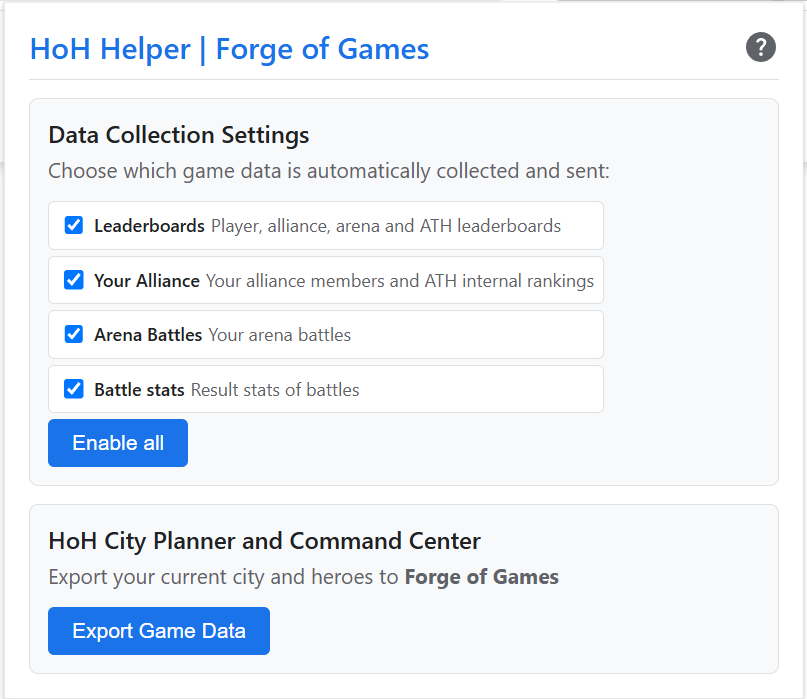 HoH Helper | Forge of Games
?
Data Collection Settings
Choose which game data is automatically collected and sent:
Leaderboards Player, alliance, arena and ATH leaderboards
Your Alliance Your alliance members and ATH internal rankings
Arena Battles Your arena battles
Battle stats Result stats of battles
Enable all
HoH City Planner and Command Center
Export your current city and heroes to Forge of Games
Export Game Data